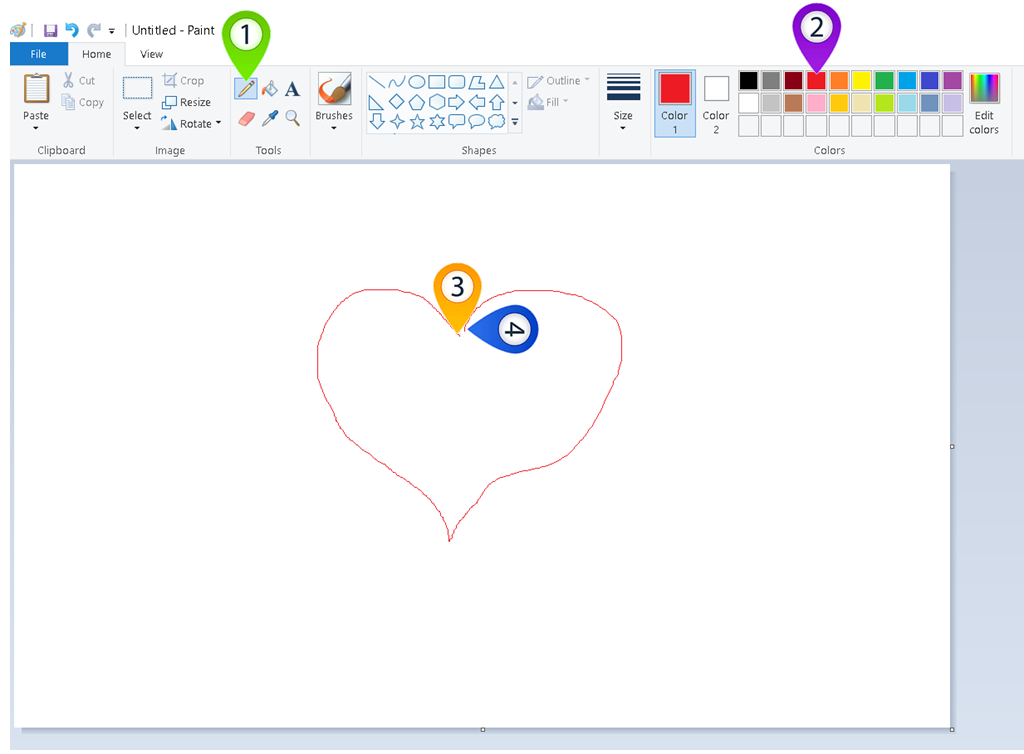 1
2
Untitled - Paint
File Home View
Paste
Cut
Copy
Clipboard
Select
Crop
Resize
Rotate
Image
A
Tools
Brushes
Shapes
Outline
Fill
Size
Color
1
Color
2
Edit
colors
Colors
3
4